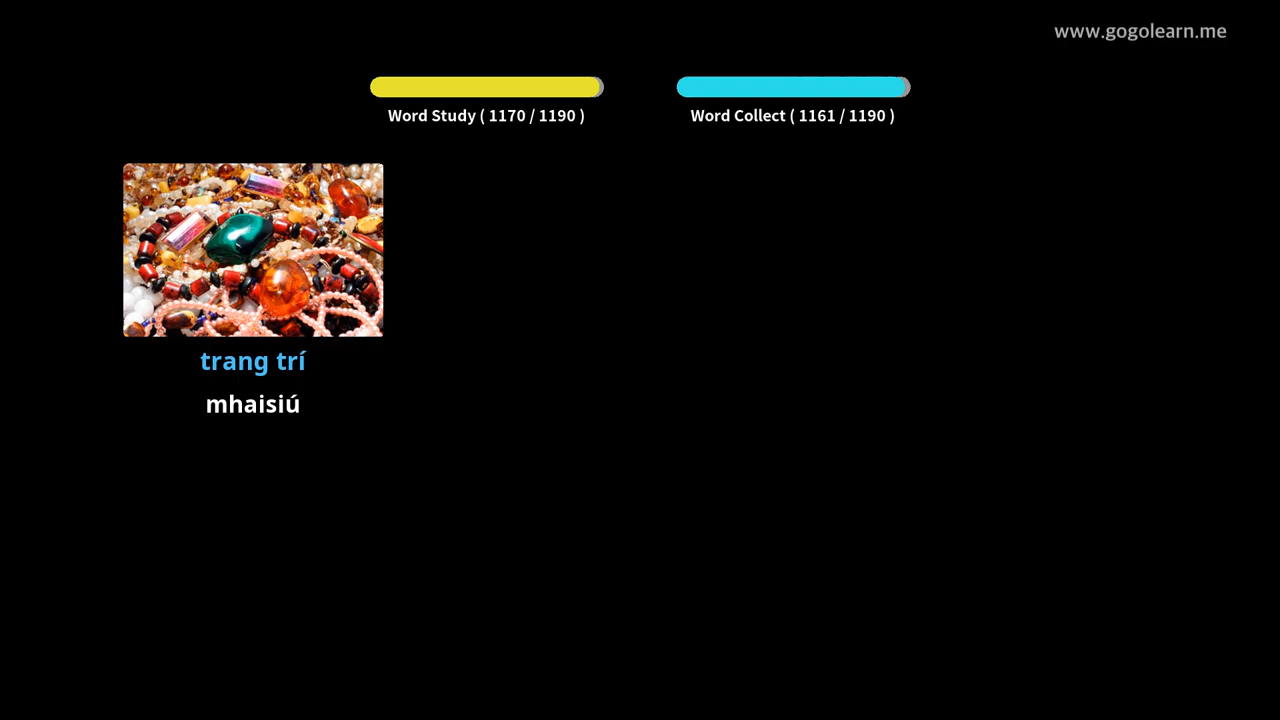 www.gogolearn.me
Word Study ( 1170 / 1190 )
Word Collect ( 1161 / 1190 )
trang trí
mhaisiú